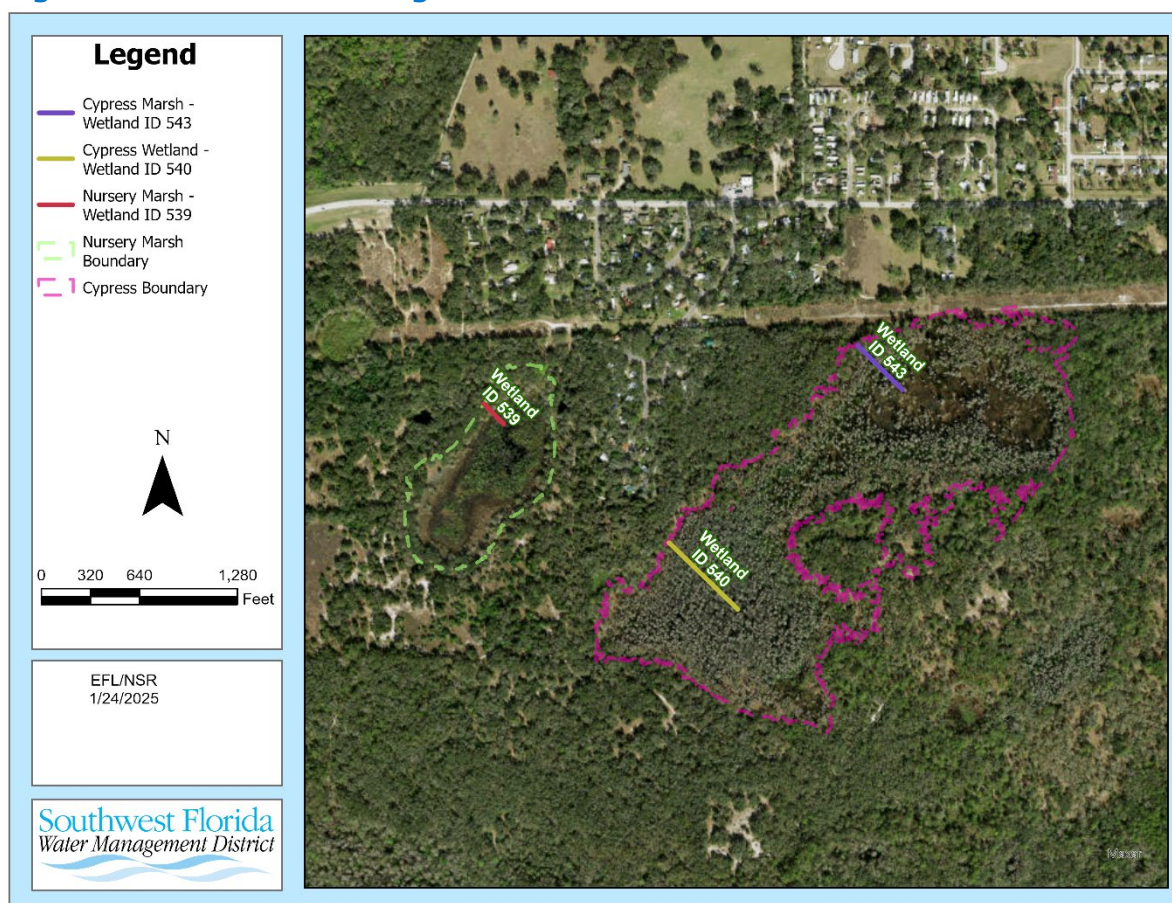 Legend
Cypress Marsh -
Wetland ID 543
Cypress Wetland -
Wetland ID 540
Nursery Marsh -
Wetland ID 539
Nursery Marsh
Boundary
Cypress Boundary
N
0 320 640 1,280
Feet
EFL/NSR
1/24/2025
Southwest Florida
Water Management District
Wetland
ID 543
Wetland
ID 539
Wetland
ID 540
Maxar